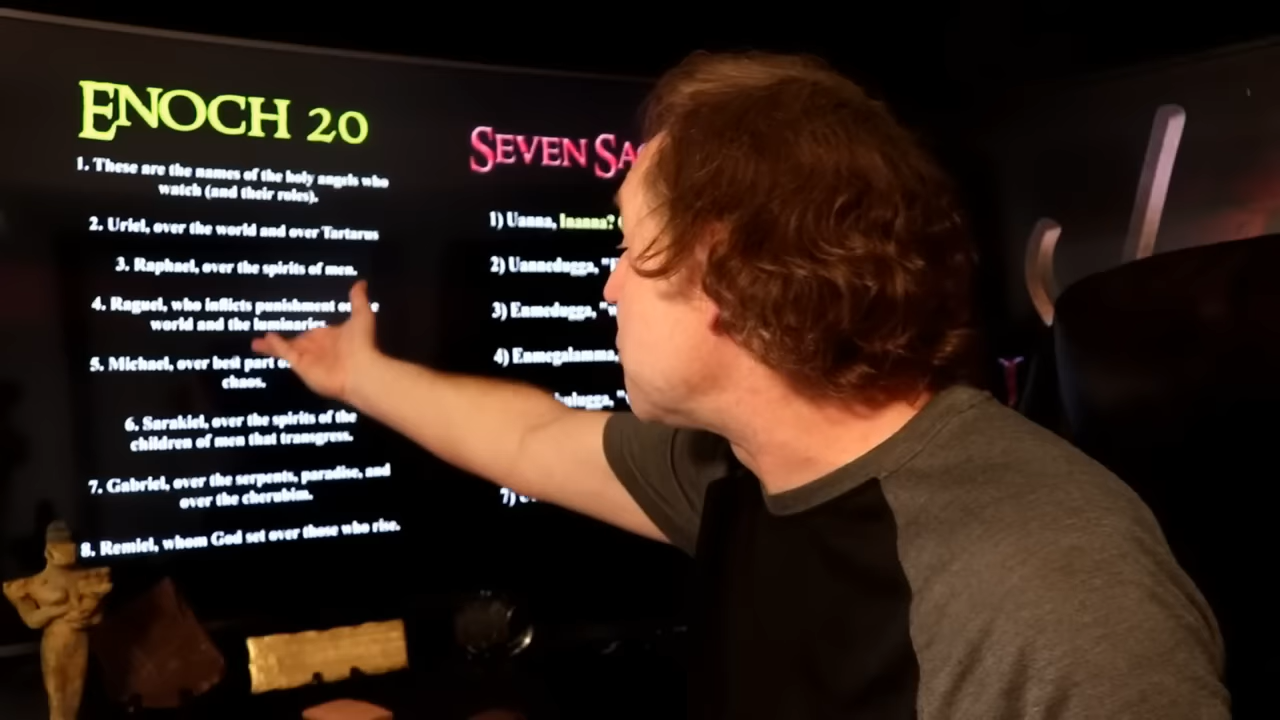 ENOCH 20
1. These are the names of the holy angels who
watch (and their roles).
2. Uriel, over the world and over Tartarus
3. Raphael, over the spirits of men.
4. Raguel, who inflicts punishment
world and the luminaries
5. Michael, over best part
chaos.
6. Sarakiel, over the spirits of the
children of men that transgress.
7. Gabriel, over the serpents, paradise, and
over the cherubim.
8. Remiel, whom God set over those who rise.
SEVEN
1) Uanna, Inanna?
2) Uannedugga,
3) Enmedugga,
4) Enmegalamma,
7)